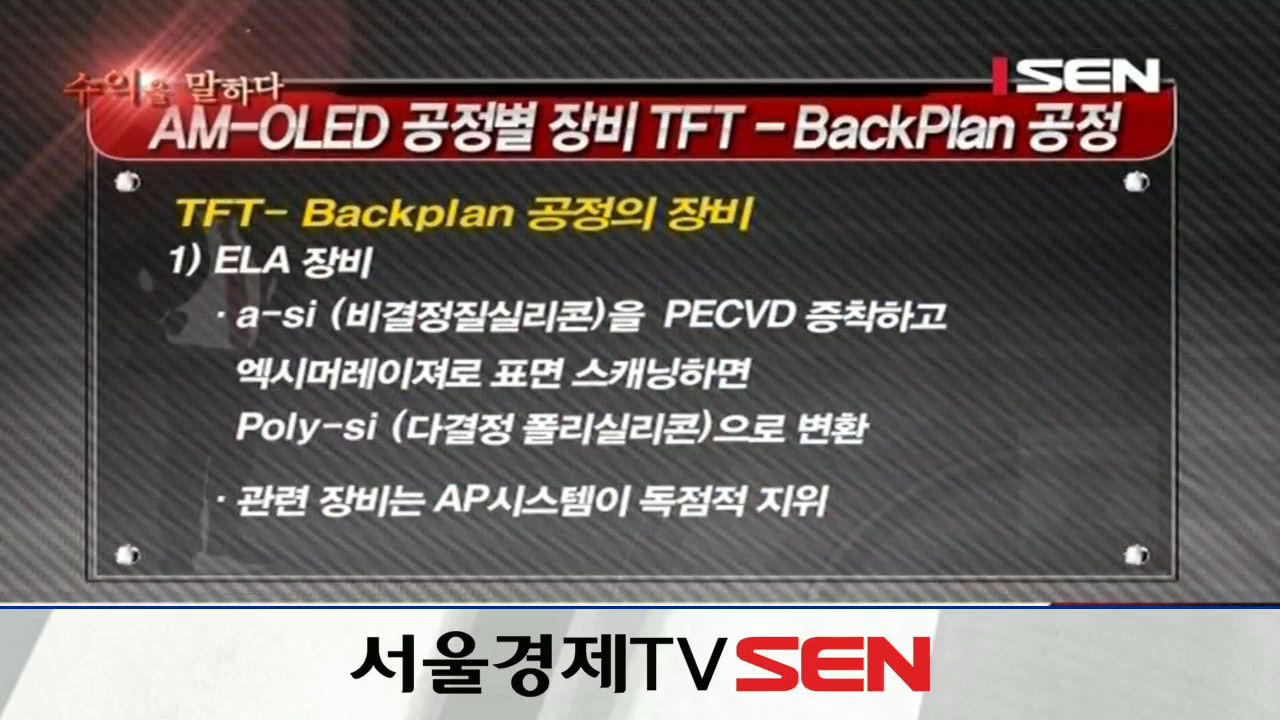 수익을 말하다
SEN
AM-OLED 공정별 장비 TFT - BackPlan 공정
TFT- Backplan 공정의 장비
1) ELA 장비
· a-si (비결정질실리콘)을 PECVD 증착하고
엑시머레이져로 표면 스캐닝하면
Poly-si (다결정 폴리실리콘)으로 변환
· 관련 장비는 AP시스템이 독점적 지위
서울경제TV SEN